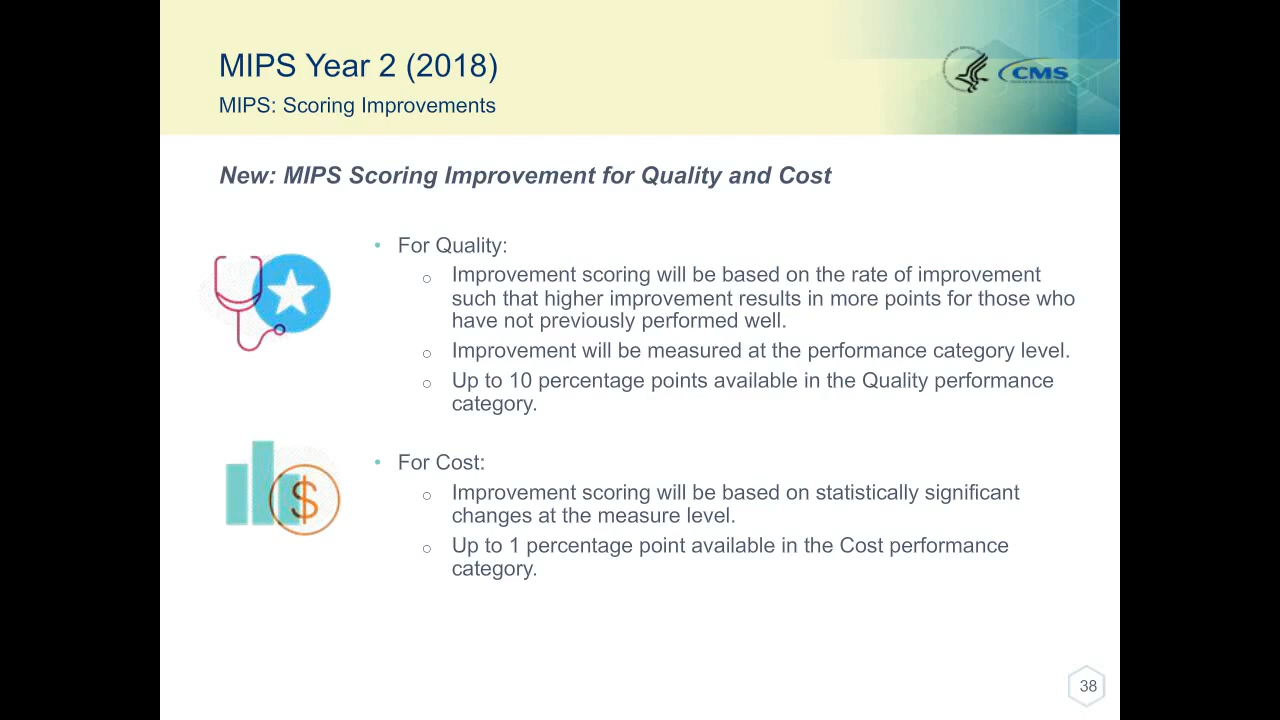 MIPS Year 2 (2018)
MIPS: Scoring Improvements
CMS
New: MIPS Scoring Improvement for Quality and Cost
• For Quality:
o Improvement scoring will be based on the rate of improvement
such that higher improvement results in more points for those who
have not previously performed well.
o Improvement will be measured at the performance category level.
o Up to 10 percentage points available in the Quality performance
category.
• For Cost:
o Improvement scoring will be based on statistically significant
changes at the measure level.
o Up to 1 percentage point available in the Cost performance
category.
$
38